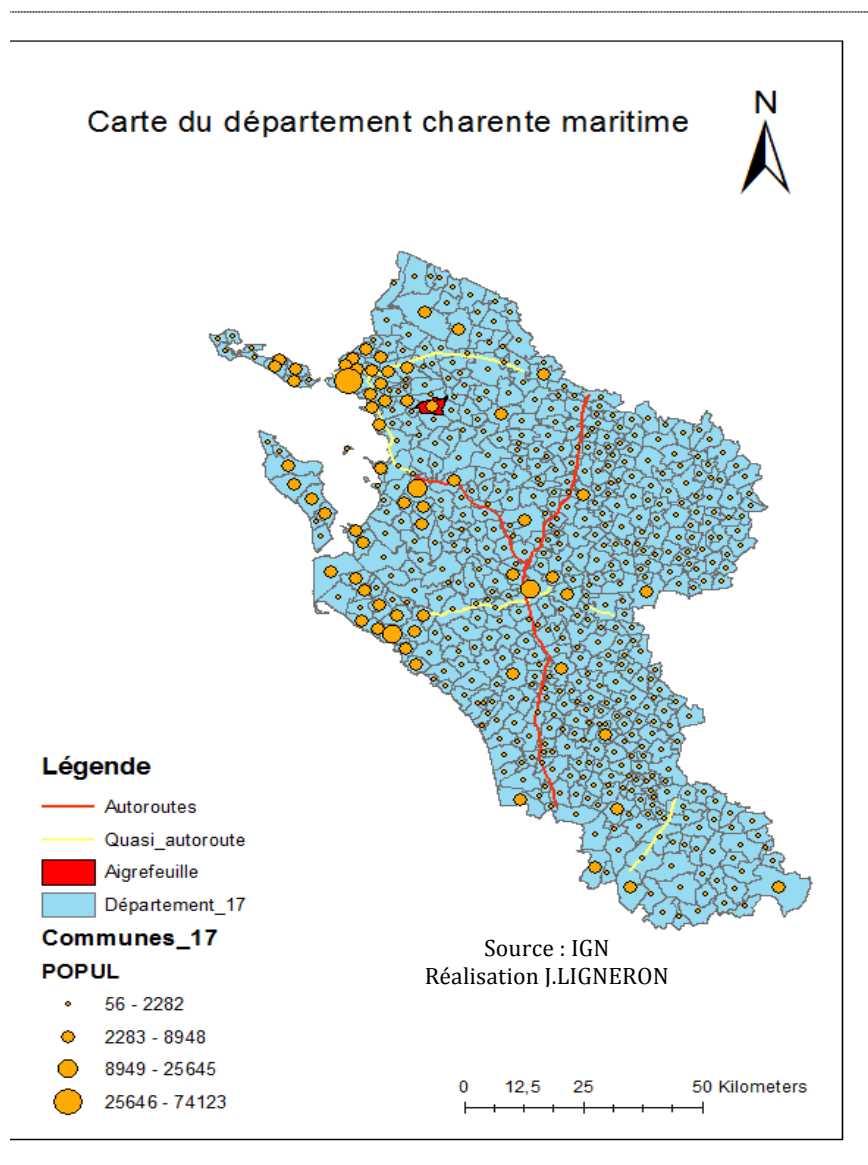 Carte du département charente maritime
N
Légende
Autoroutes
Quasi_autoroute
Aigrefeuille
Département_17
Communes_17
POPUL
56 - 2282
2283 - 8948
8949 - 25645
25646 - 74123
Source : IGN
Réalisation J.LIGNERON
0 12,5 25 50 Kilometers